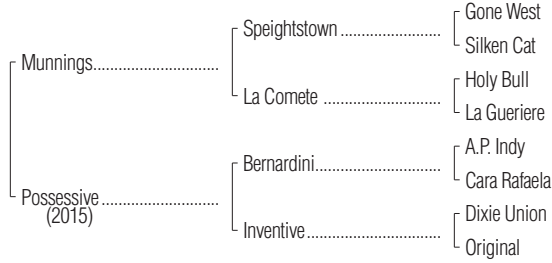 Gone West
Speightstown
Silken Cat
Munnings
Holy Bull
La Comete
La Gueriere
A.P. Indy
Bernardini
Cara Rafaela
Possessive
(2015)
Dixie Union
Inventive
Original